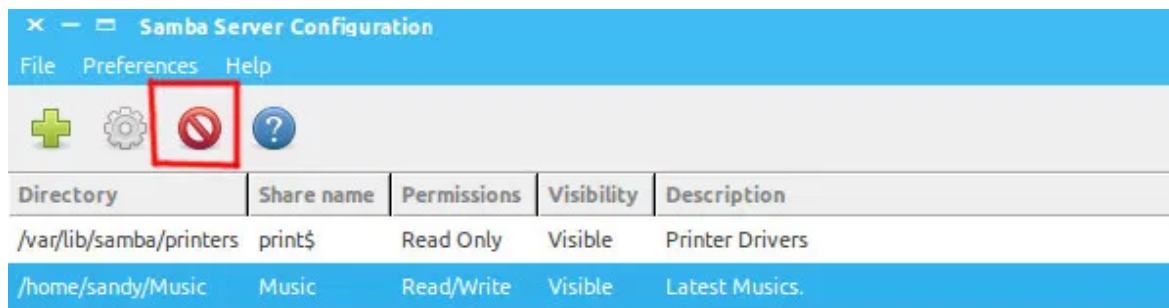 Samba Server Configuration
File Preferences Help
Directory Share name Permissions Visibility Description
/var/lib/samba/printers print$ Read Only Visible Printer Drivers
/home/sandy/Music Music Read/Write Visible Latest Musics.